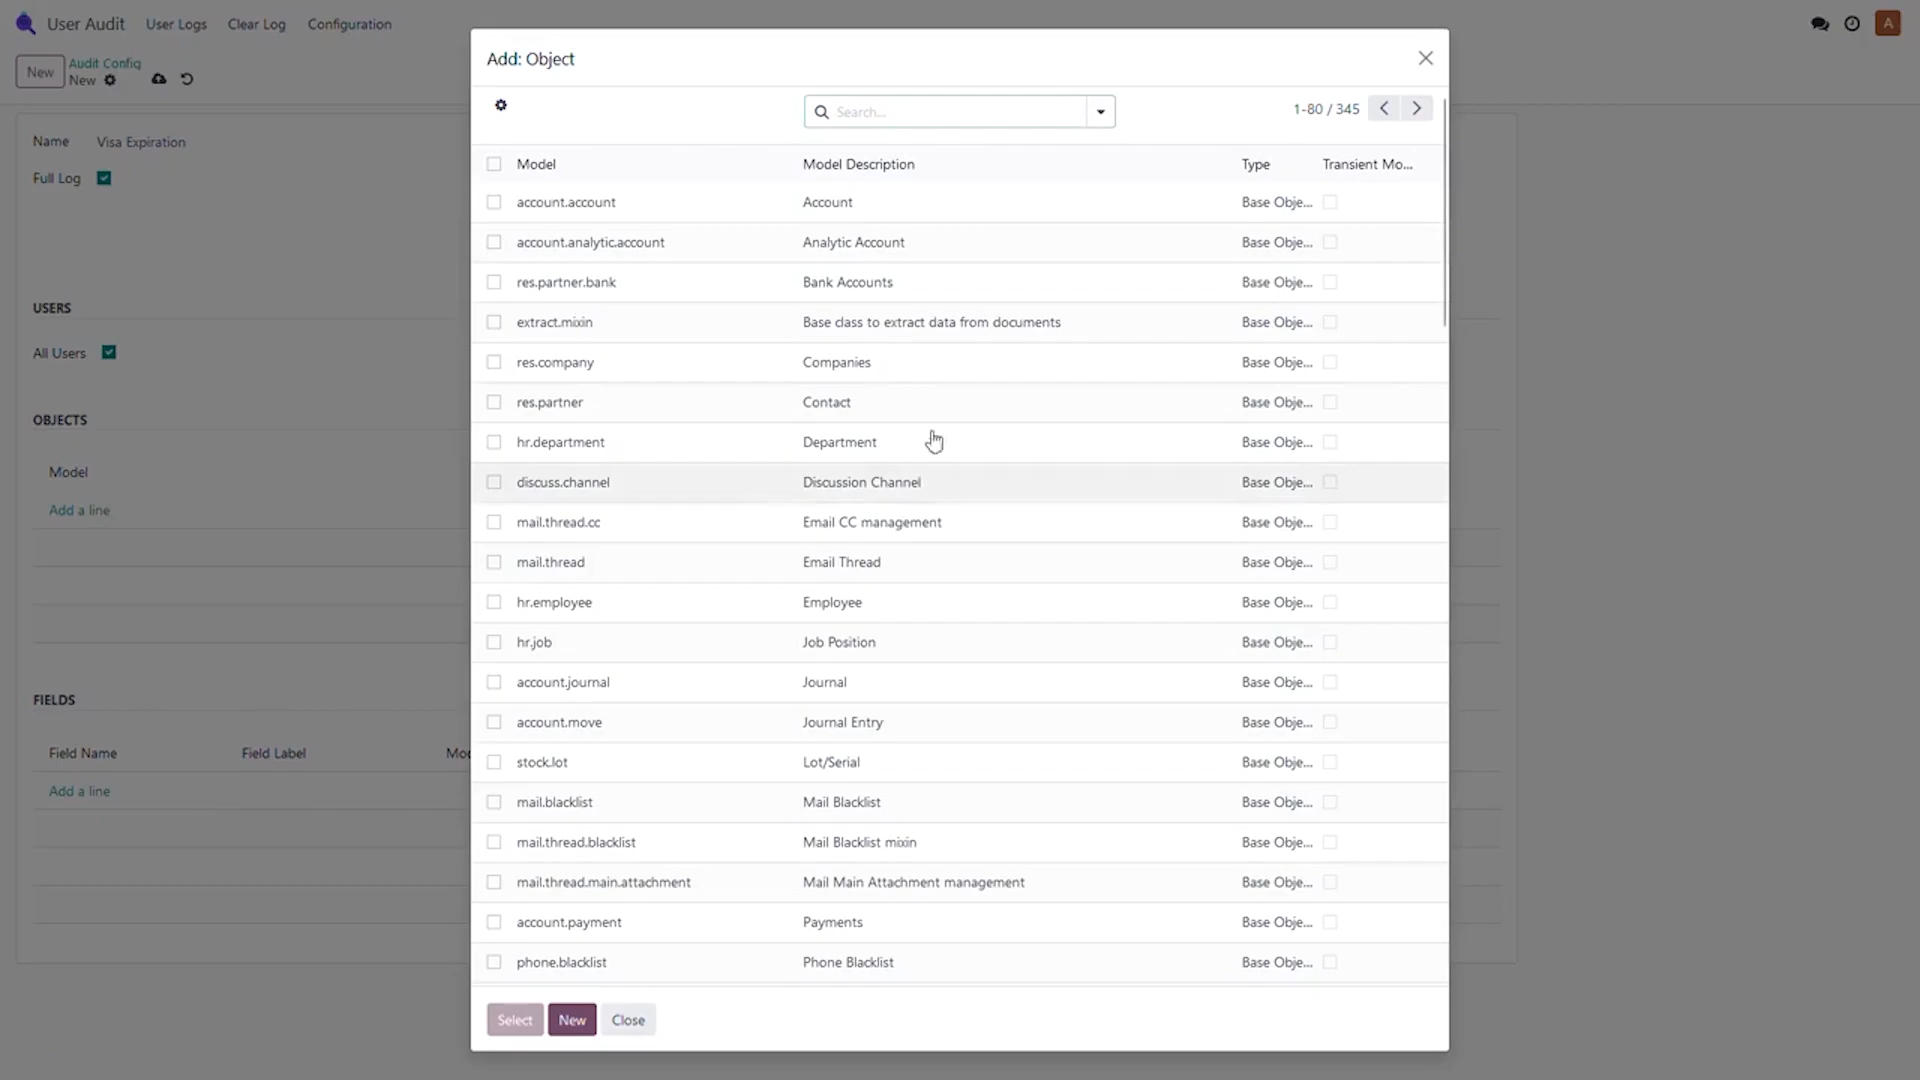 User Audit User Logs Clear Log Configuration A
New Audit Config
New
Name Visa Expiration
Full Log
USERS
All Users
OBJECTS
Model
Add a line
FIELDS
Field Name Field Label Mo
Add a line
Add: Object
Search... 1-80 / 345
Model Model Description Type Transient Mo...
account.account Account Base Obje...
account.analytic.account Analytic Account Base Obje...
res.partner.bank Bank Accounts Base Obje...
extract.mixin Base class to extract data from documents Base Obje...
res.company Companies Base Obje...
res.partner Contact Base Obje...
hr.department Department Base Obje...
discuss.channel Discussion Channel Base Obje...
mail.thread.cc Email CC management Base Obje...
mail.thread Email Thread Base Obje...
hr.employee Employee Base Obje...
hr.job Job Position Base Obje...
account.journal Journal Base Obje...
account.move Journal Entry Base Obje...
stock.lot Lot/Serial Base Obje...
mail.blacklist Mail Blacklist Base Obje...
mail.thread.blacklist Mail Blacklist mixin Base Obje...
mail.thread.main.attachment Mail Main Attachment management Base Obje...
account.payment Payments Base Obje...
phone.blacklist Phone Blacklist Base Obje...
Select New Close